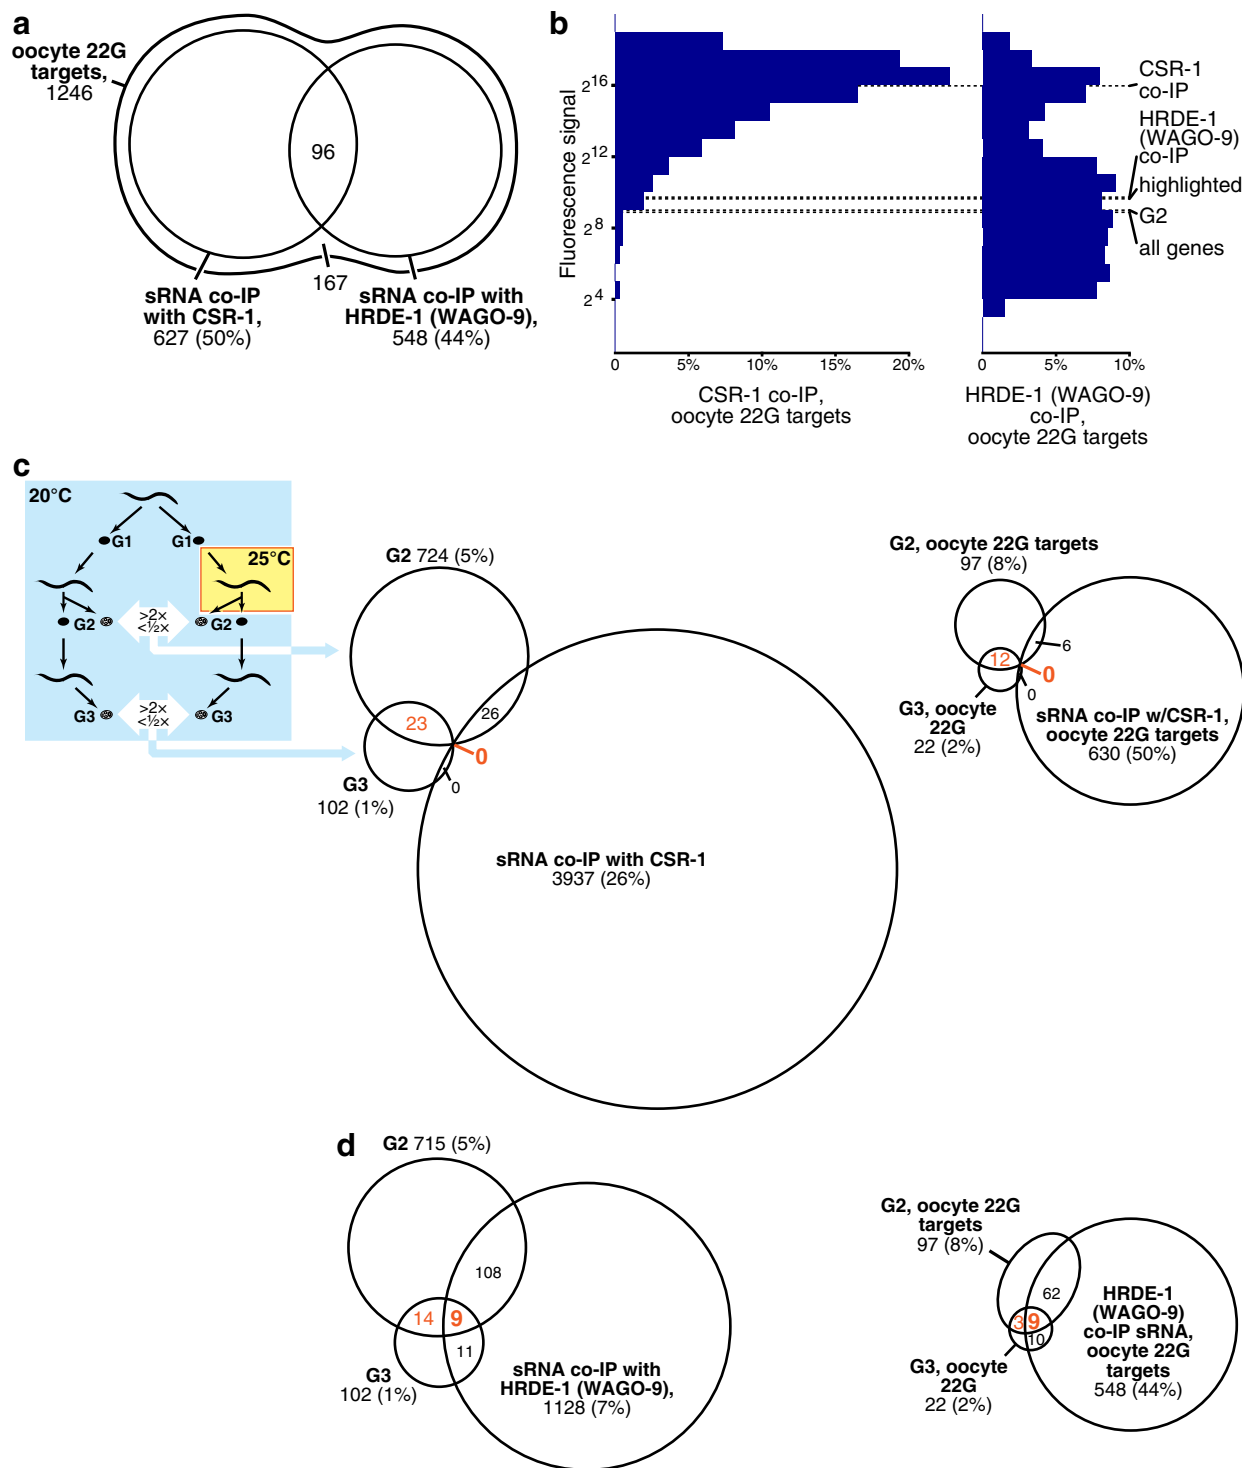 a
oocyte 22G
targets,
1246
96
167
sRNA co-IP
with CSR-1,
627 (50%)
sRNA co-IP with
HRDE-1 (WAGO-9),
548 (44%)
b
Fluorescence signal
2^16
2^12
2^8
2^4
0
5%
10%
15%
20%
CSR-1 co-IP,
oocyte 22G targets
0
5%
10%
HRDE-1 (WAGO-9)
co-IP,
oocyte 22G targets
CSR-1
co-IP
HRDE-1
(WAGO-9)
co-IP
highlighted
G2
all genes
c
20°C
G1
G1
25°C
G2
>2×
<½×
G2
G3
>2×
<½×
G3
G2 724 (5%)
23
26
0
0
G3
102 (1%)
sRNA co-IP with CSR-1
3937 (26%)
G2, oocyte 22G targets
97 (8%)
12
6
0
0
G3, oocyte
22G
22 (2%)
sRNA co-IP w/CSR-1,
oocyte 22G targets
630 (50%)
d
G2 715 (5%)
108
14
9
11
G3
102 (1%)
sRNA co-IP with
HRDE-1 (WAGO-9),
1128 (7%)
G2, oocyte 22G
targets
97 (8%)
62
3
9
10
G3, oocyte
22G
22 (2%)
HRDE-1
(WAGO-9)
co-IP sRNA,
oocyte 22G
targets
548 (44%)